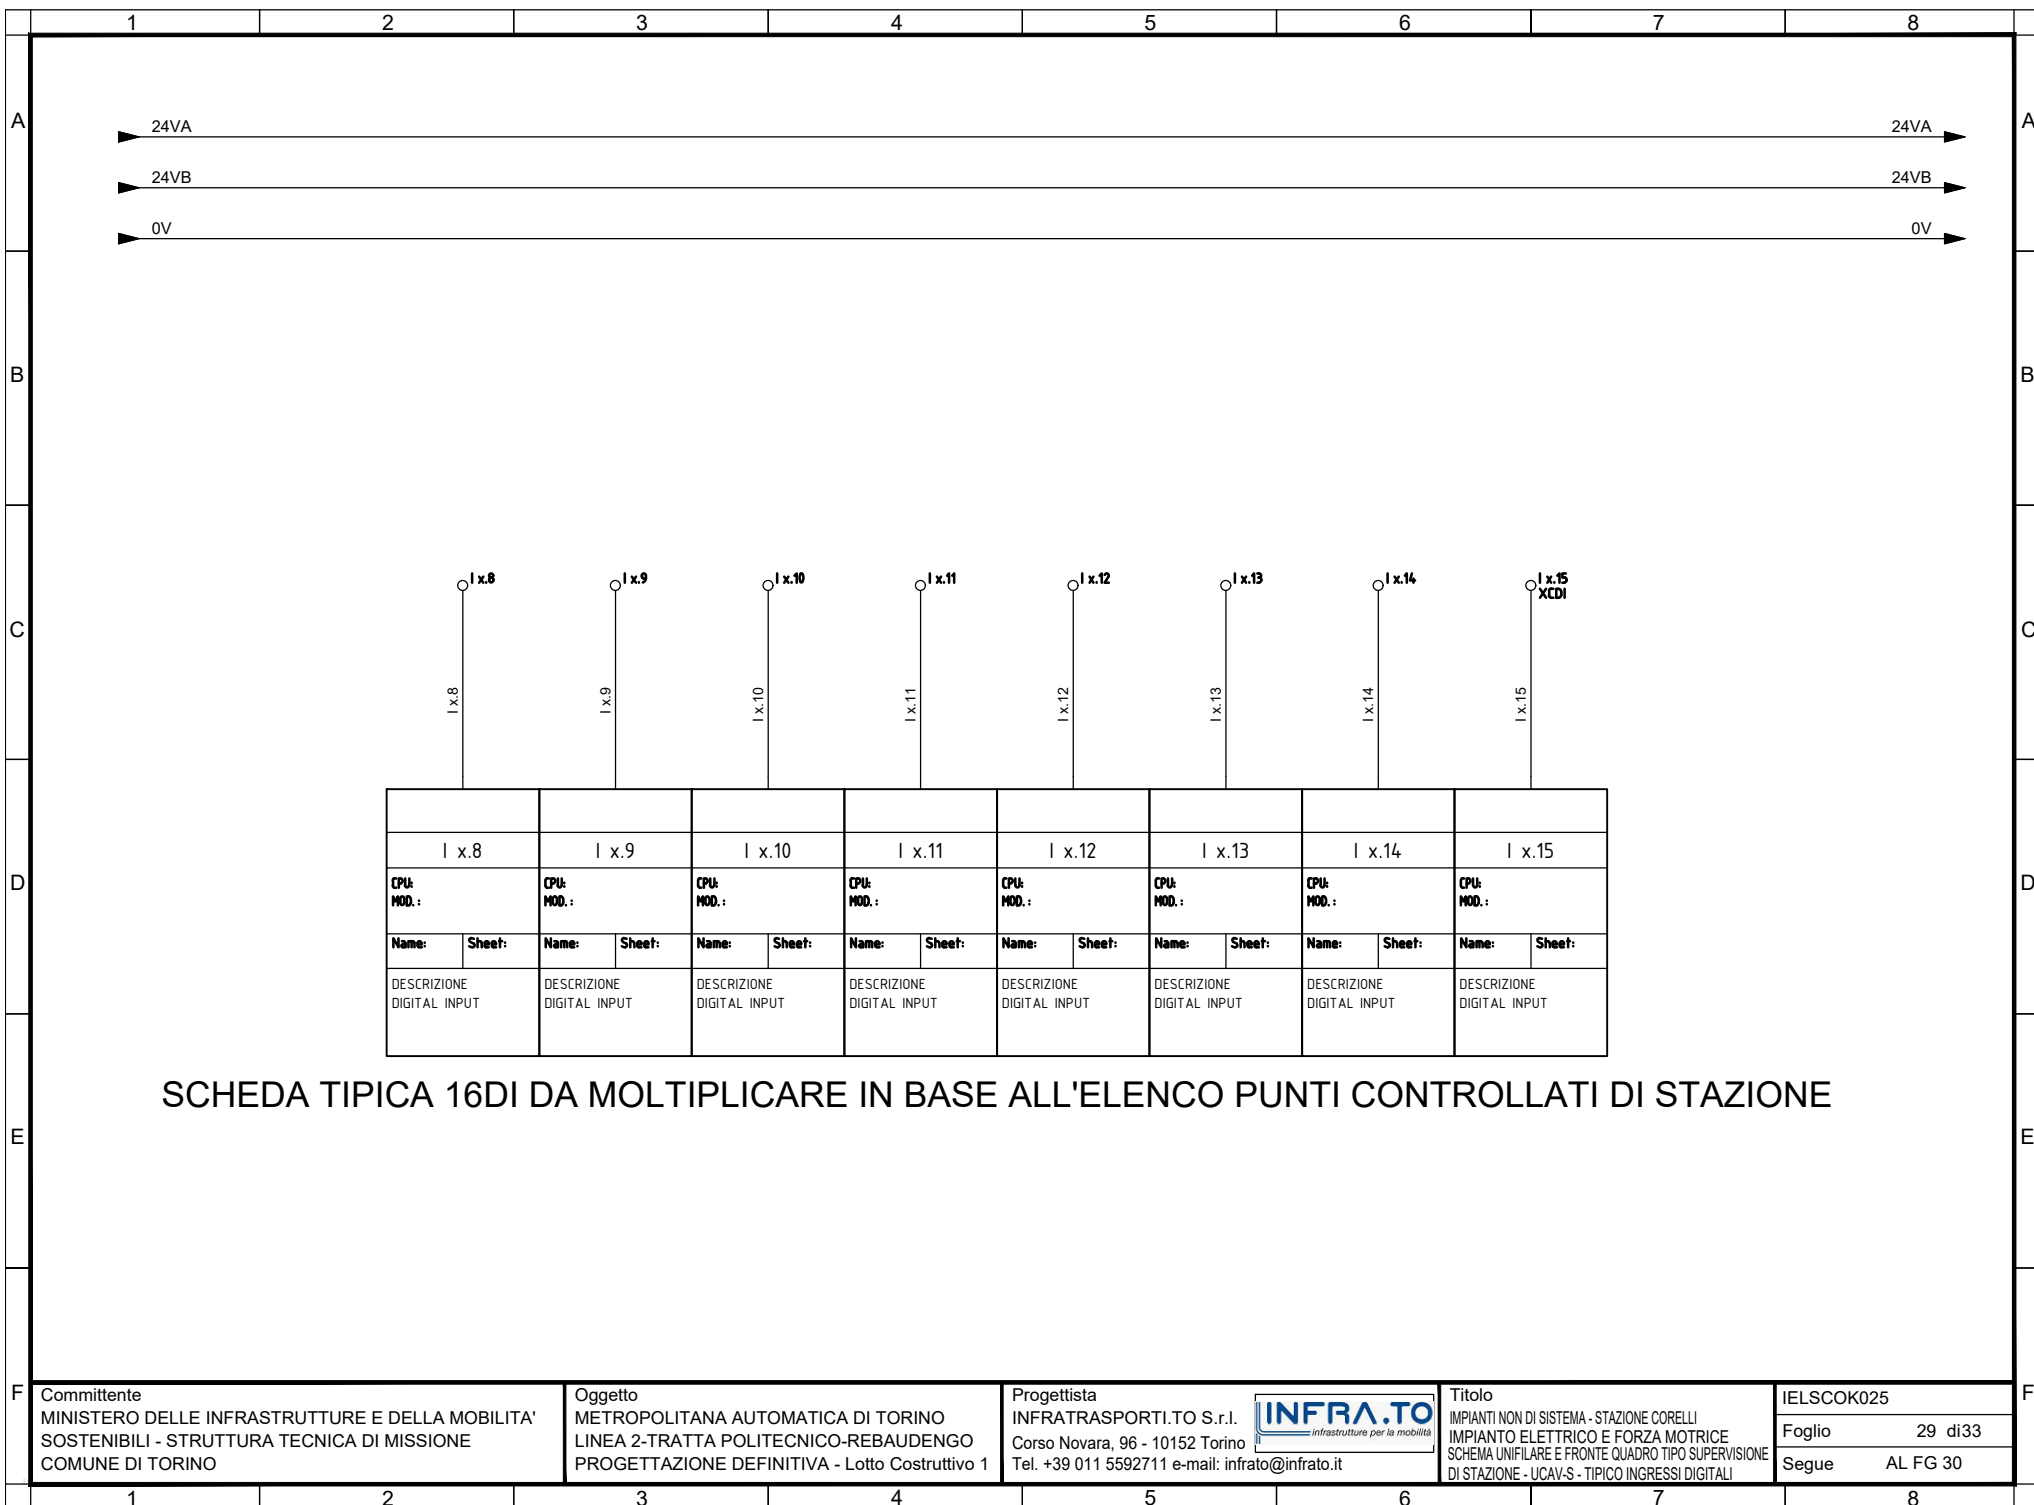 1 2 3 4 5 6 7 8
A A
24VA 24VA
24VB 24VB
0V 0V
B B
I x.8 I x.9 I x.10 I x.11 I x.12 I x.13 I x.14 I x.15
XCDI
C C
I x.8 I x.9 I x.10 I x.11 I x.12 I x.13 I x.14 I x.15
I x.8 I x.9 I x.10 I x.11 I x.12 I x.13 I x.14 I x.15
D D
CPU: CPU: CPU: CPU: CPU: CPU: CPU: CPU:
MOD. : MOD. : MOD. : MOD. : MOD. : MOD. : MOD. : MOD. :
Name: Sheet: Name: Sheet: Name: Sheet: Name: Sheet: Name: Sheet: Name: Sheet: Name: Sheet: Name: Sheet:
DESCRIZIONE DESCRIZIONE DESCRIZIONE DESCRIZIONE DESCRIZIONE DESCRIZIONE DESCRIZIONE DESCRIZIONE
DIGITAL INPUT DIGITAL INPUT DIGITAL INPUT DIGITAL INPUT DIGITAL INPUT DIGITAL INPUT DIGITAL INPUT DIGITAL INPUT
SCHEDA TIPICA 16DI DA MOLTIPLICARE IN BASE ALL'ELENCO PUNTI CONTROLLATI DI STAZIONE
E E
F F
Committente
MINISTERO DELLE INFRASTRUTTURE E DELLA MOBILITA'
SOSTENIBILI - STRUTTURA TECNICA DI MISSIONE
COMUNE DI TORINO
Oggetto
METROPOLITANA AUTOMATICA DI TORINO
LINEA 2-TRATTA POLITECNICO-REBAUDENGO
PROGETTAZIONE DEFINITIVA - Lotto Costruttivo 1
Progettista
INFRATRASPORTI.TO S.r.l.
Corso Novara, 96 - 10152 Torino
Tel. +39 011 5592711 e-mail: infrato@infrato.it
INFRA.TO
infrastrutture per la mobilità
Titolo
IMPIANTI NON DI SISTEMA - STAZIONE CORELLI
IMPIANTO ELETTRICO E FORZA MOTRICE
SCHEMA UNIFILARE E FRONTE QUADRO TIPO SUPERVISIONE
DI STAZIONE - UCAV-S - TIPICO INGRESSI DIGITALI
IELSCOK025
Foglio 29 di33
Segue AL FG 30
1 2 3 4 5 6 7 8